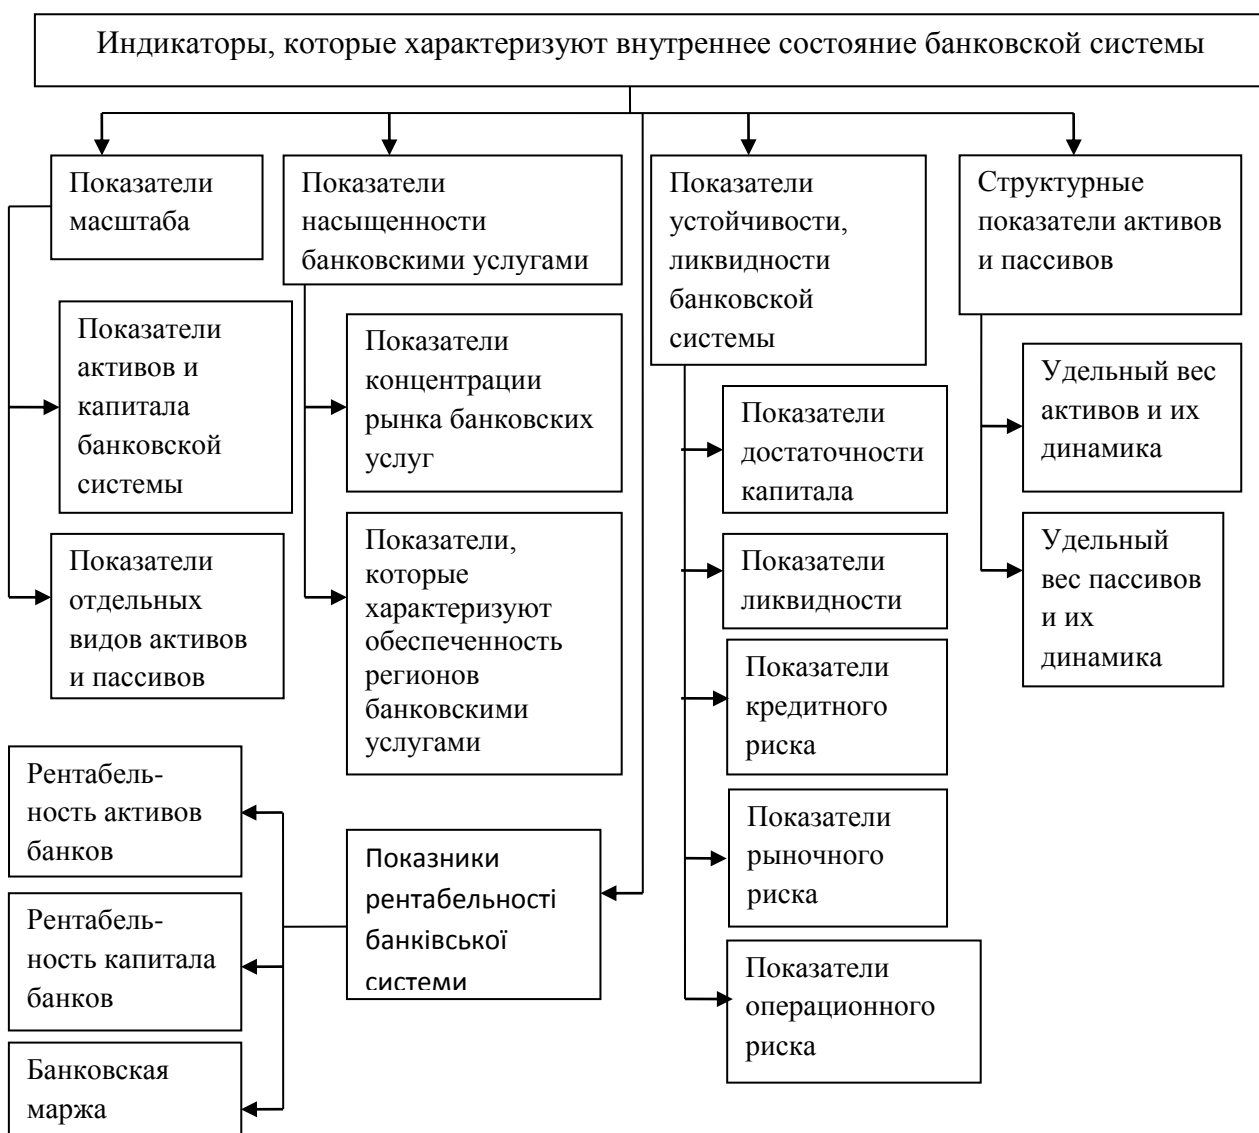 Индикаторы, которые характеризуют внутреннее состояние банковской системы
Показатели
масштаба
Показатели
активов и
капитала
банковской
системы
Показатели
отдельных
видов активов
и пассивов
Показатели
насыщенности
банковскими услугами
Показатели
концентрации
рынка банковских
услуг
Показатели,
которые
характеризуют
обеспеченность
регионов
банковскими
услугами
Показатели
устойчивости,
ликвидности
банковской
системы
Показатели
достаточности
капитала
Показатели
ликвидности
Показатели
кредитного
риска
Показатели
рыночного
риска
Показатели
операционного
риска
Структурные
показатели активов
и пассивов
Удельный вес
активов и их
динамика
Удельный
вес пассивов
и их
динамика
Показники
рентабельності
банківської
системи
Рентабель-
ность активов
банков
Рентабель-
ность капитала
банков
Банковская
маржа